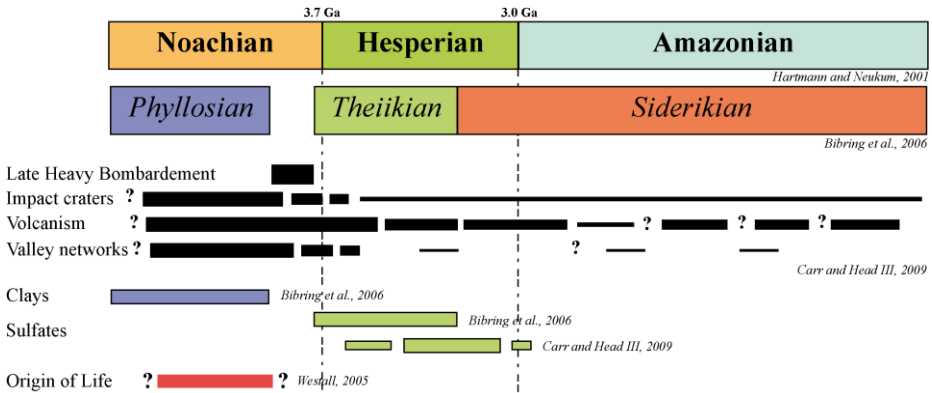 3.7 Ga 3.0 Ga
Noachian Hesperian Amazonian
Hartmann and Neukum, 2001
Phyllosian Theiikian Siderikian
Bibring et al., 2006
Late Heavy Bombardement
Impact craters ?
Volcanism ? ? ? ?
Valley networks ? ?
Carr and Head III, 2009
Clays Bibring et al., 2006
Sulfates Bibring et al., 2006
Carr and Head III, 2009
Origin of Life ? ? Westall, 2005